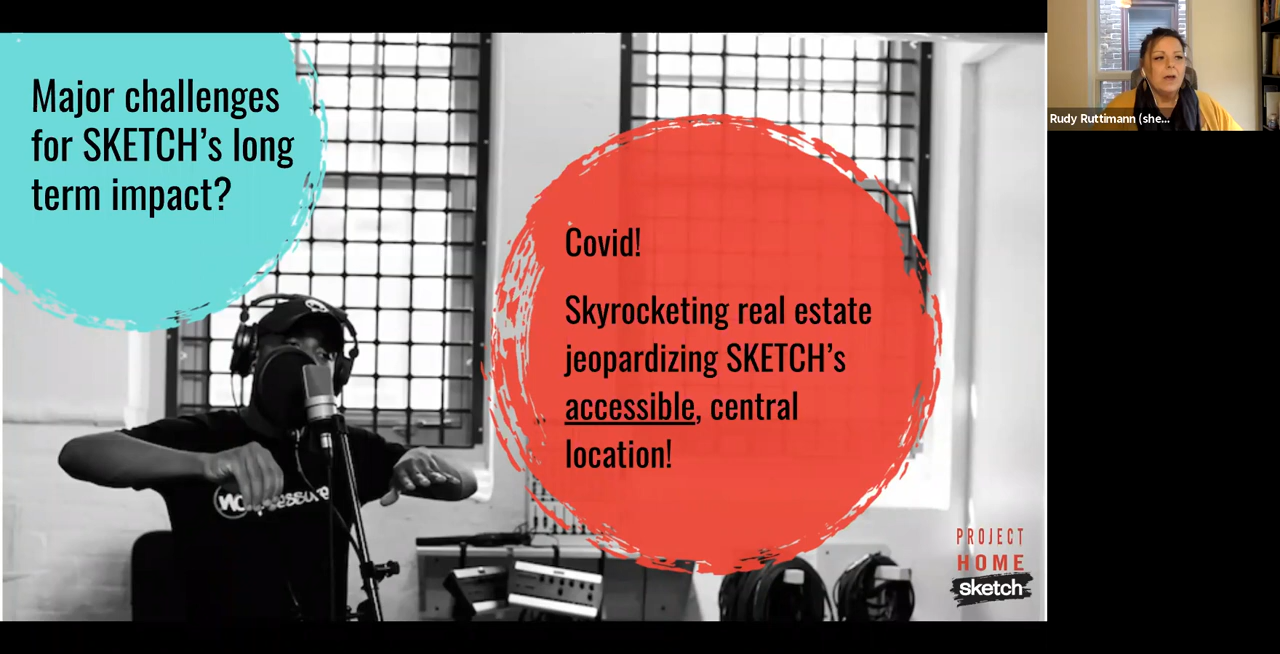 Major challenges
for SKETCH’s long
term impact?
Covid!
Skyrocketing real estate
jeopardizing SKETCH’s
accessible, central
location!
PROJECT
HOME
sketch
Rudy Ruttimann (she...